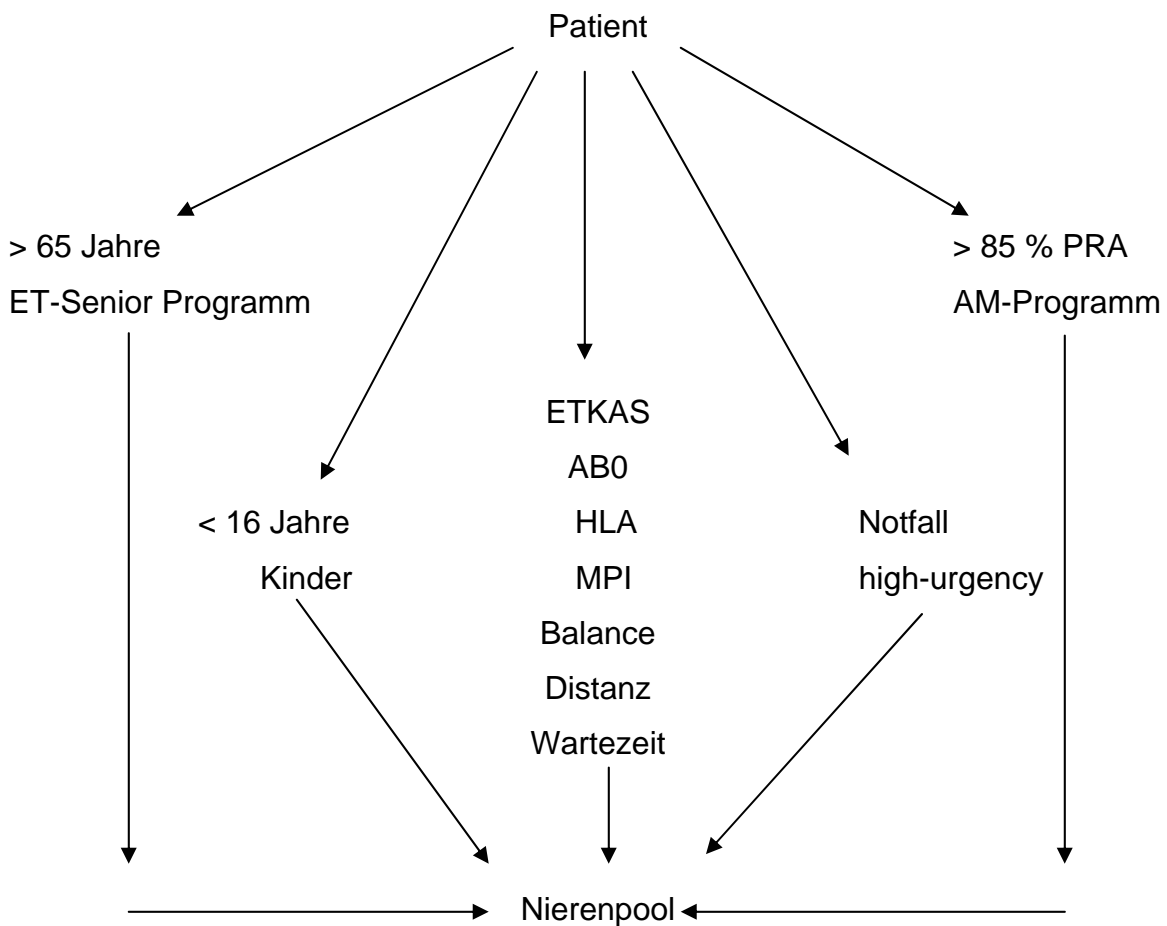 Patient
> 65 Jahre
ET-Senior Programm
> 85 % PRA
AM-Programm
ETKAS
AB0
HLA
MPI
Balance
Distanz
Wartezeit
< 16 Jahre
Kinder
Notfall
high-urgency
Nierenpool